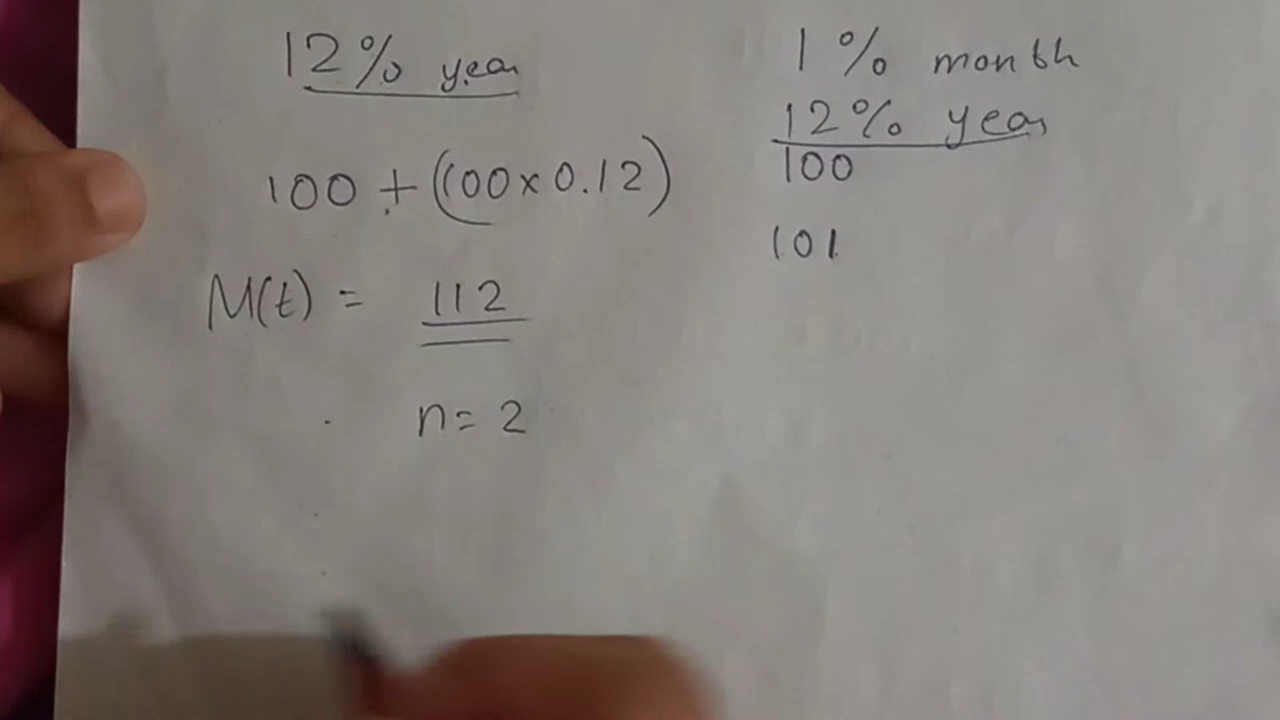 12% year
100 + (100 x 0.12)
M(t) = 112
n = 2
1 % month
12% year
100
101